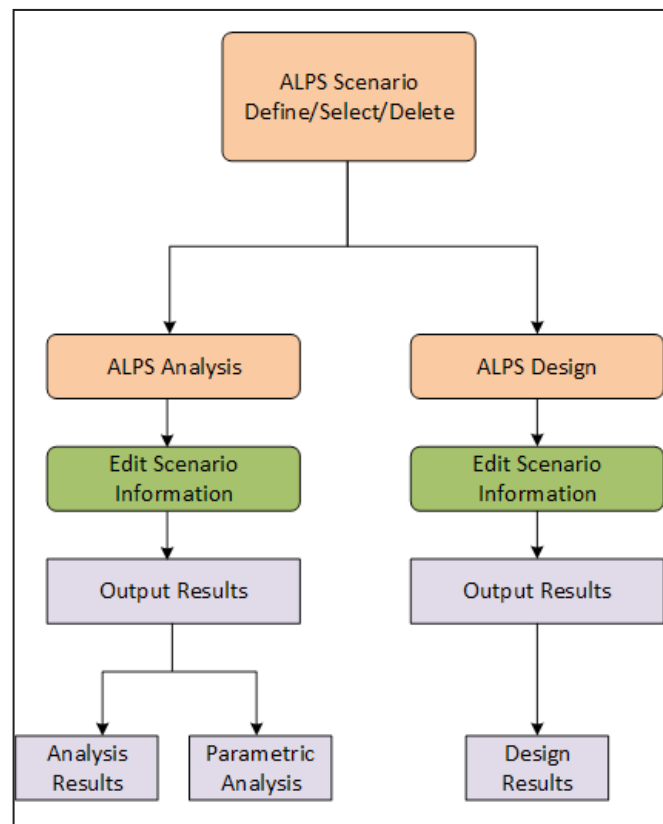 ALPS Scenario
Define/Select/Delete
ALPS Analysis
ALPS Design
Edit Scenario
Information
Edit Scenario
Information
Output Results
Output Results
Analysis
Results
Parametric
Analysis
Design
Results